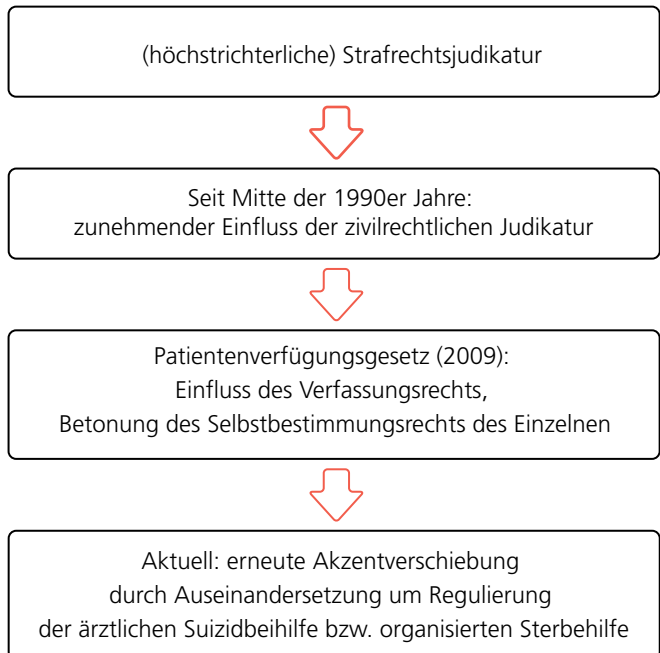 (höchstrichterliche) Strafrechtsjudikatur
Seit Mitte der 1990er Jahre:
zunehmender Einfluss der zivilrechtlichen Judikatur
Patientenverfügungsgesetz (2009):
Einfluss des Verfassungsrechts,
Betonung des Selbstbestimmungsrechts des Einzelnen
Aktuell: erneute Akzentverschiebung
durch Auseinandersetzung um Regulierung
der ärztlichen Suizidbeihilfe bzw. organisierten Sterbehilfe